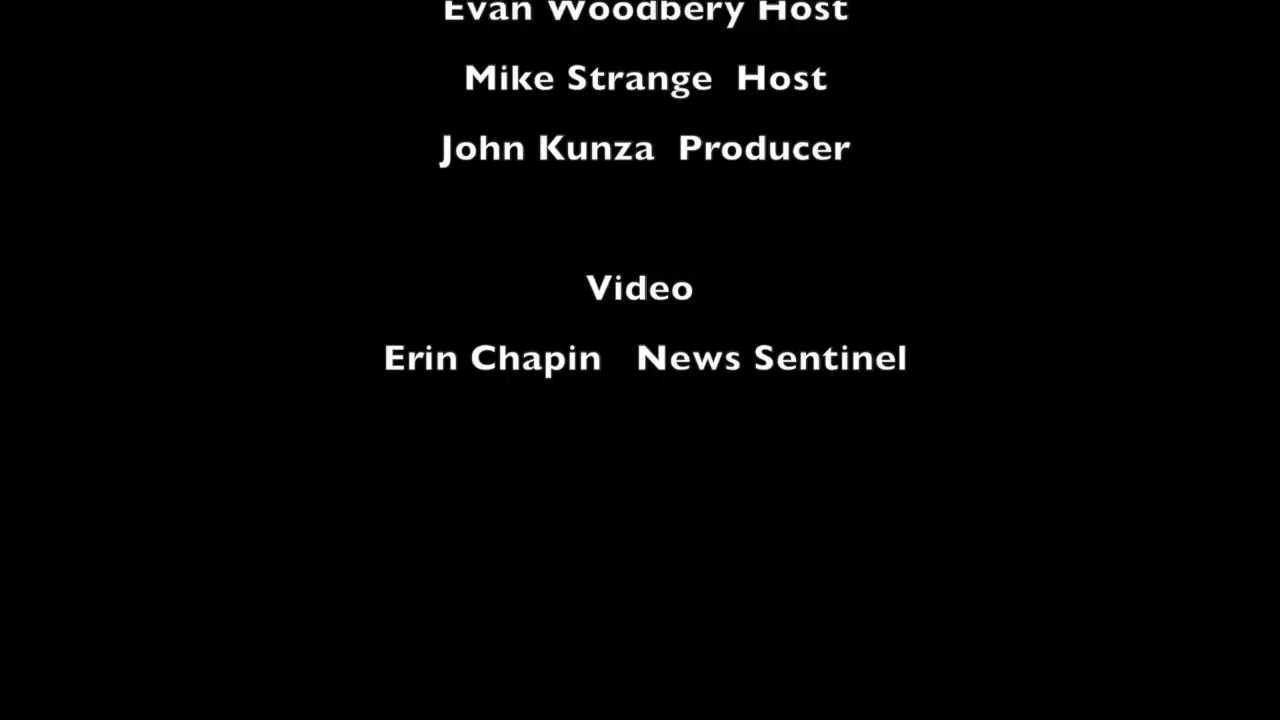 Evan Woodbery Host
Mike Strange Host
John Kunza Producer
Video
Erin Chapin News Sentinel